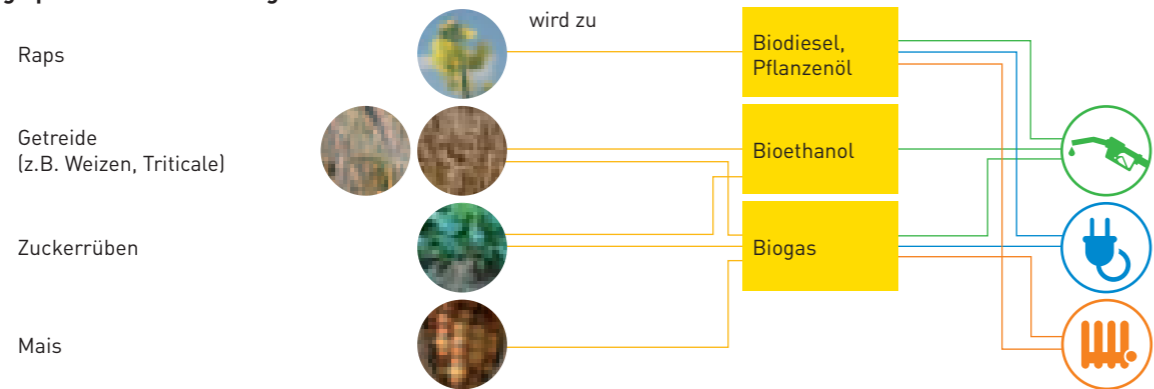 wird zu
Raps
Biodiesel,
Pflanzenöl
Getreide
(z.B. Weizen, Triticale)
Bioethanol
Zuckerrüben
Biogas
Mais